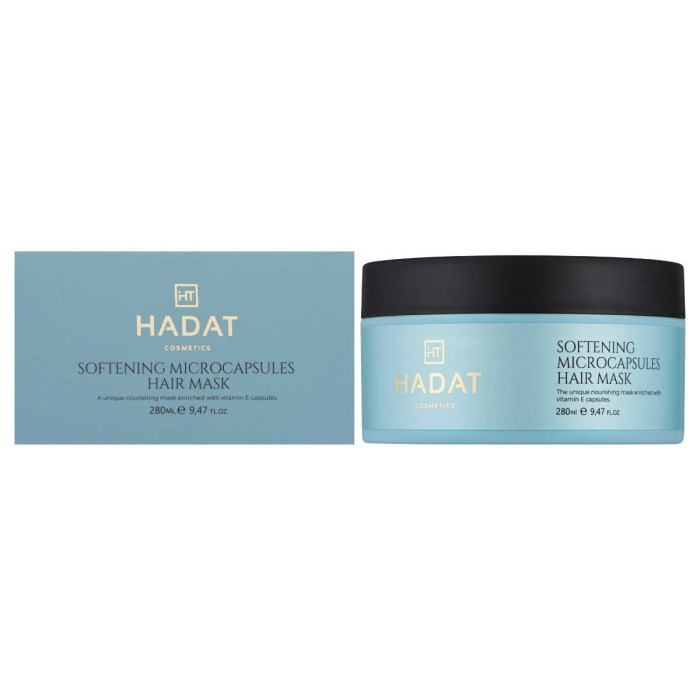 HT
HADAT
COSMETICS
SOFTENING MICROCAPSULES
HAIR MASK
A unique nourishing mask enriched with vitamin E capsules.
280ML ℮ 9,47 FL.OZ
HT
HADAT
COSMETICS
SOFTENING
MICROCAPSULES
HAIR MASK
The unique nourishing mask enriched with
vitamin E capsules.
280ml ℮ 9,47 FL.OZ